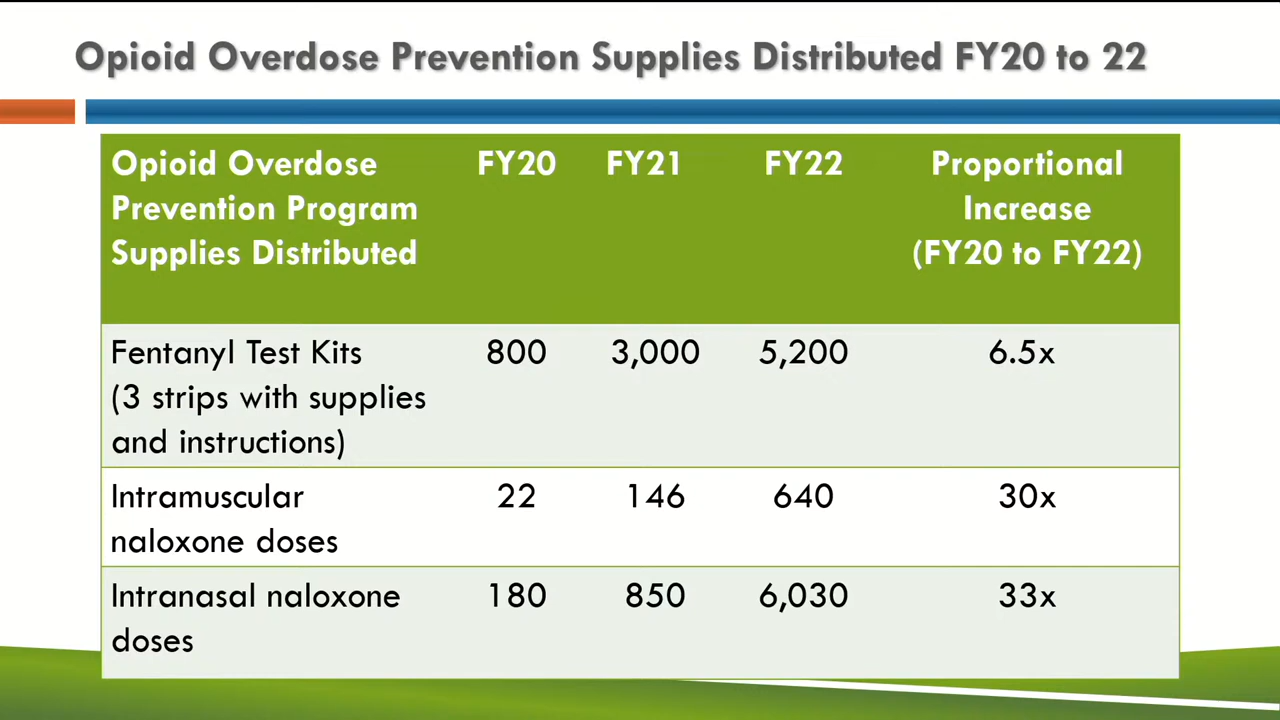 Opioid Overdose Prevention Supplies Distributed FY20 to 22
Opioid Overdose Prevention Program Supplies Distributed
FY20
FY21
FY22
Proportional Increase (FY20 to FY22)
Fentanyl Test Kits (3 strips with supplies and instructions)
800
3,000
5,200
6.5x
Intramuscular naloxone doses
22
146
640
30x
Intranasal naloxone doses
180
850
6,030
33x